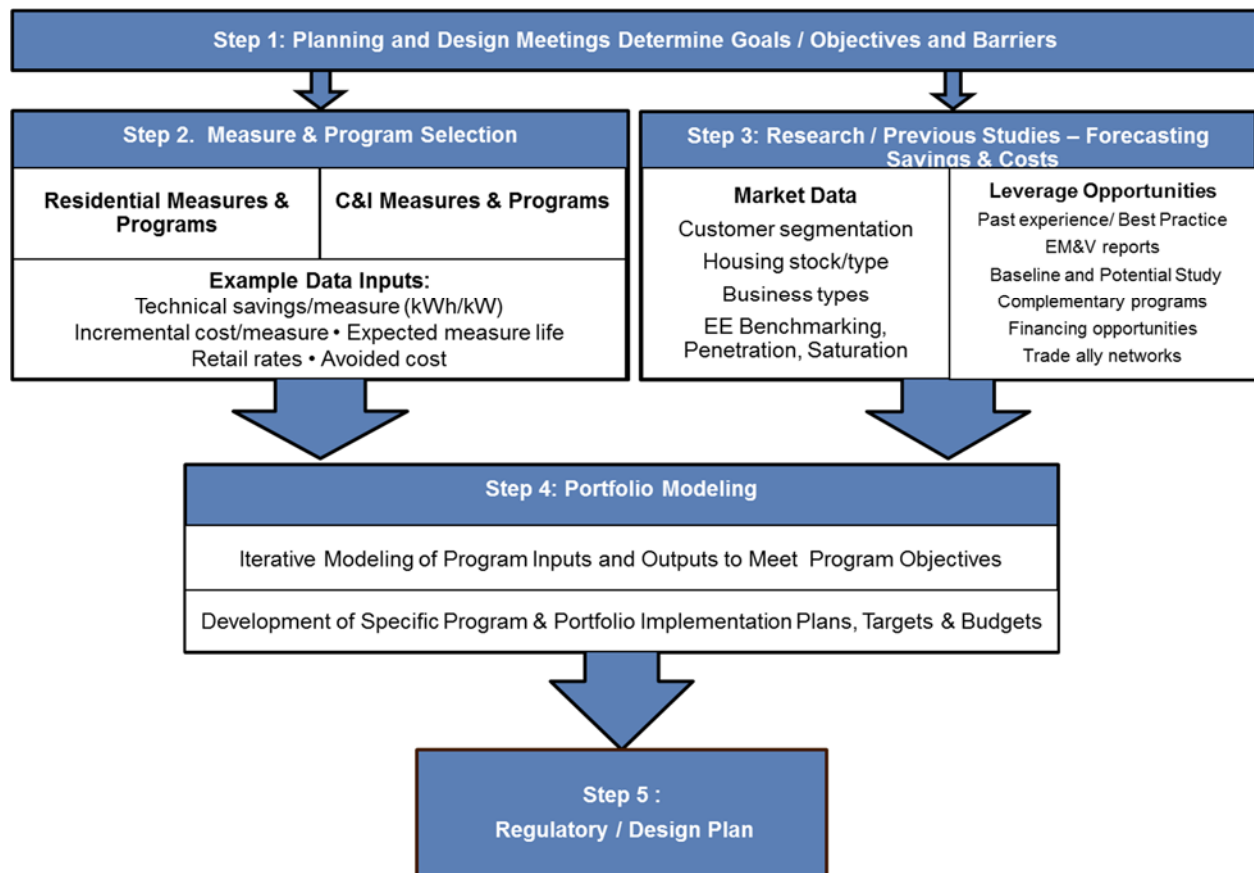 Step 1: Planning and Design Meetings Determine Goals / Objectives and Barriers
Step 2.  Measure & Program Selection
Residential Measures &
Programs
C&I Measures & Programs
Example Data Inputs:
Technical savings/measure (kWh/kW)
Incremental cost/measure • Expected measure life
Retail rates • Avoided cost
Step 3: Research / Previous Studies – Forecasting
Savings & Costs
Market Data
Customer segmentation
Housing stock/type
Business types
EE Benchmarking,
Penetration, Saturation
Leverage Opportunities
Past experience/ Best Practice
EM&V reports
Baseline and Potential Study
Complementary programs
Financing opportunities
Trade ally networks
Step 4: Portfolio Modeling
Iterative Modeling of Program Inputs and Outputs to Meet  Program Objectives
Development of Specific Program & Portfolio Implementation Plans, Targets & Budgets
Step 5 :
Regulatory / Design Plan